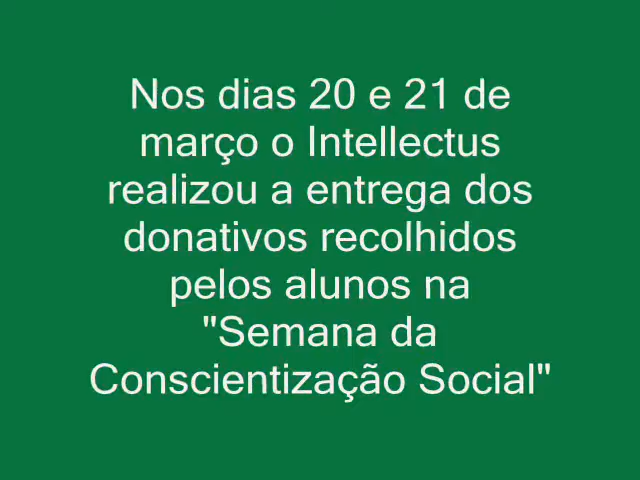 Nos dias 20 e 21 de
março o Intellectus
realizou a entrega dos
donativos recolhidos
pelos alunos na
"Semana da
Conscientização Social"